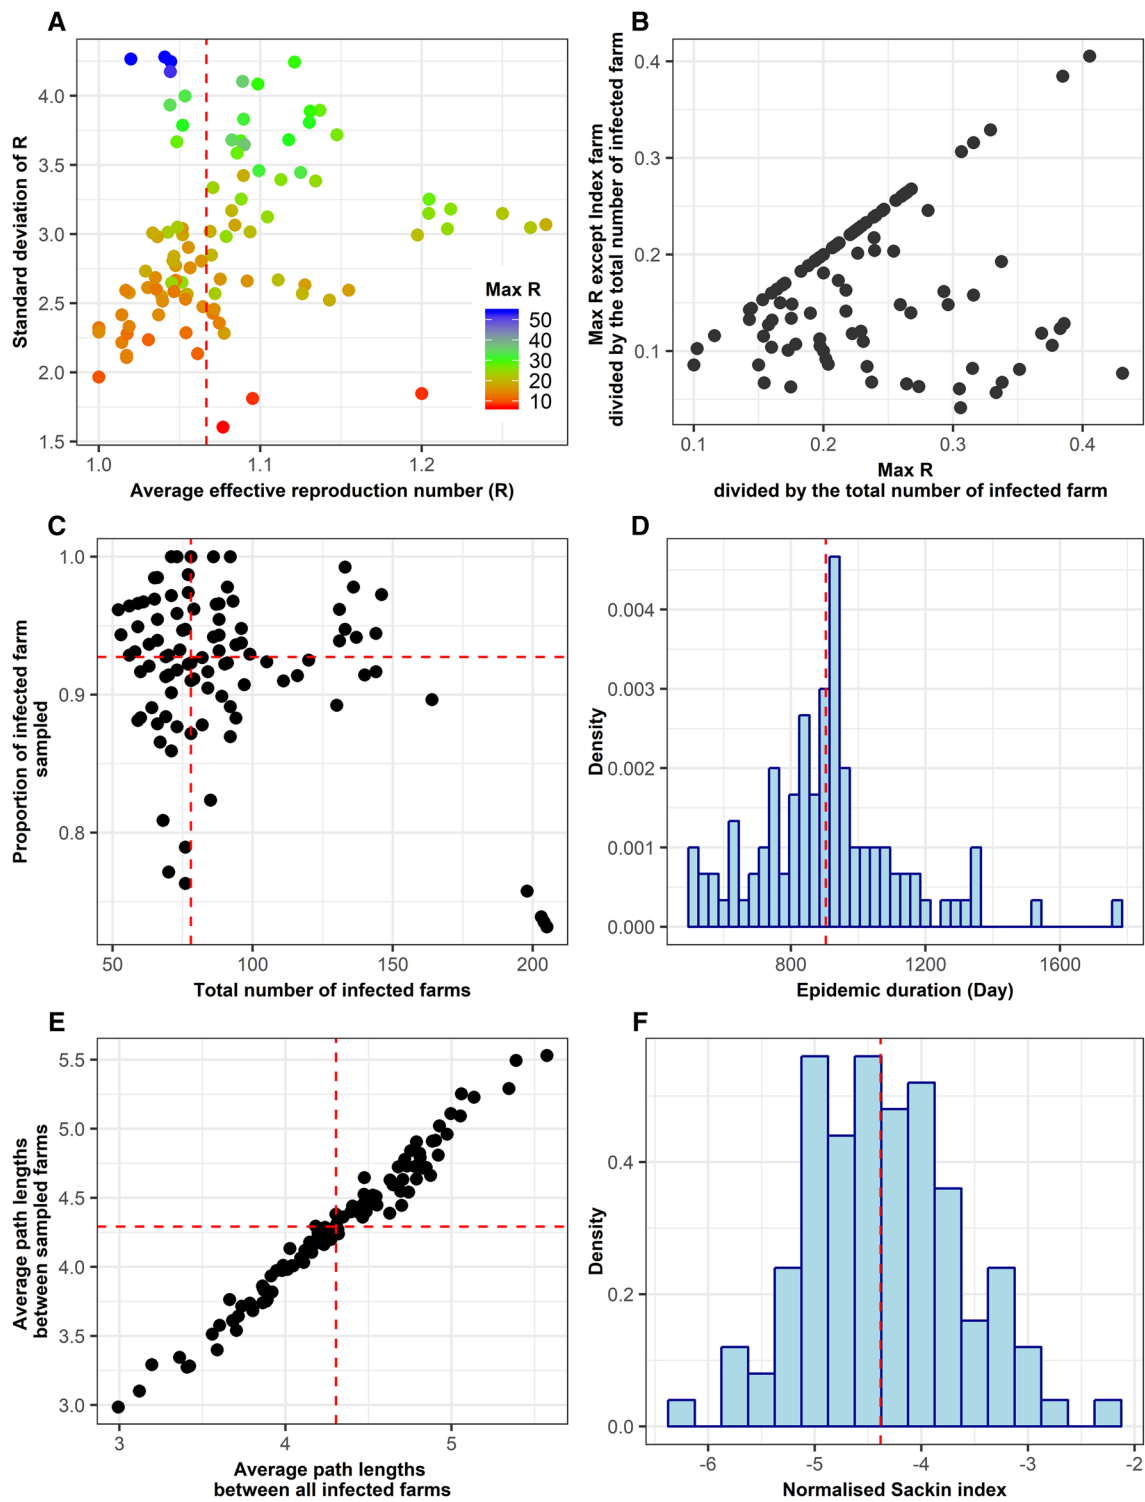 A
Standard deviation of R
4.0
3.5
3.0
2.5
2.0
1.5
1.0
1.1
1.2
Average effective reproduction number (R)
Max R
50
40
30
20
10
B
Max R except Index farm
divided by the total number of infected farm
0.4
0.3
0.2
0.1
0.1
0.2
0.3
0.4
Max R
divided by the total number of infected farm
C
Proportion of infected farm
sampled
1.0
0.9
0.8
50
100
150
200
Total number of infected farms
D
Density
0.004
0.003
0.002
0.001
0.000
800
1200
1600
Epidemic duration (Day)
E
Average path lengths
between sampled farms
5.5
5.0
4.5
4.0
3.5
3.0
3
4
5
Average path lengths
between all infected farms
F
Density
0.4
0.2
0.0
-6
-5
-4
-3
-2
Normalised Sackin index